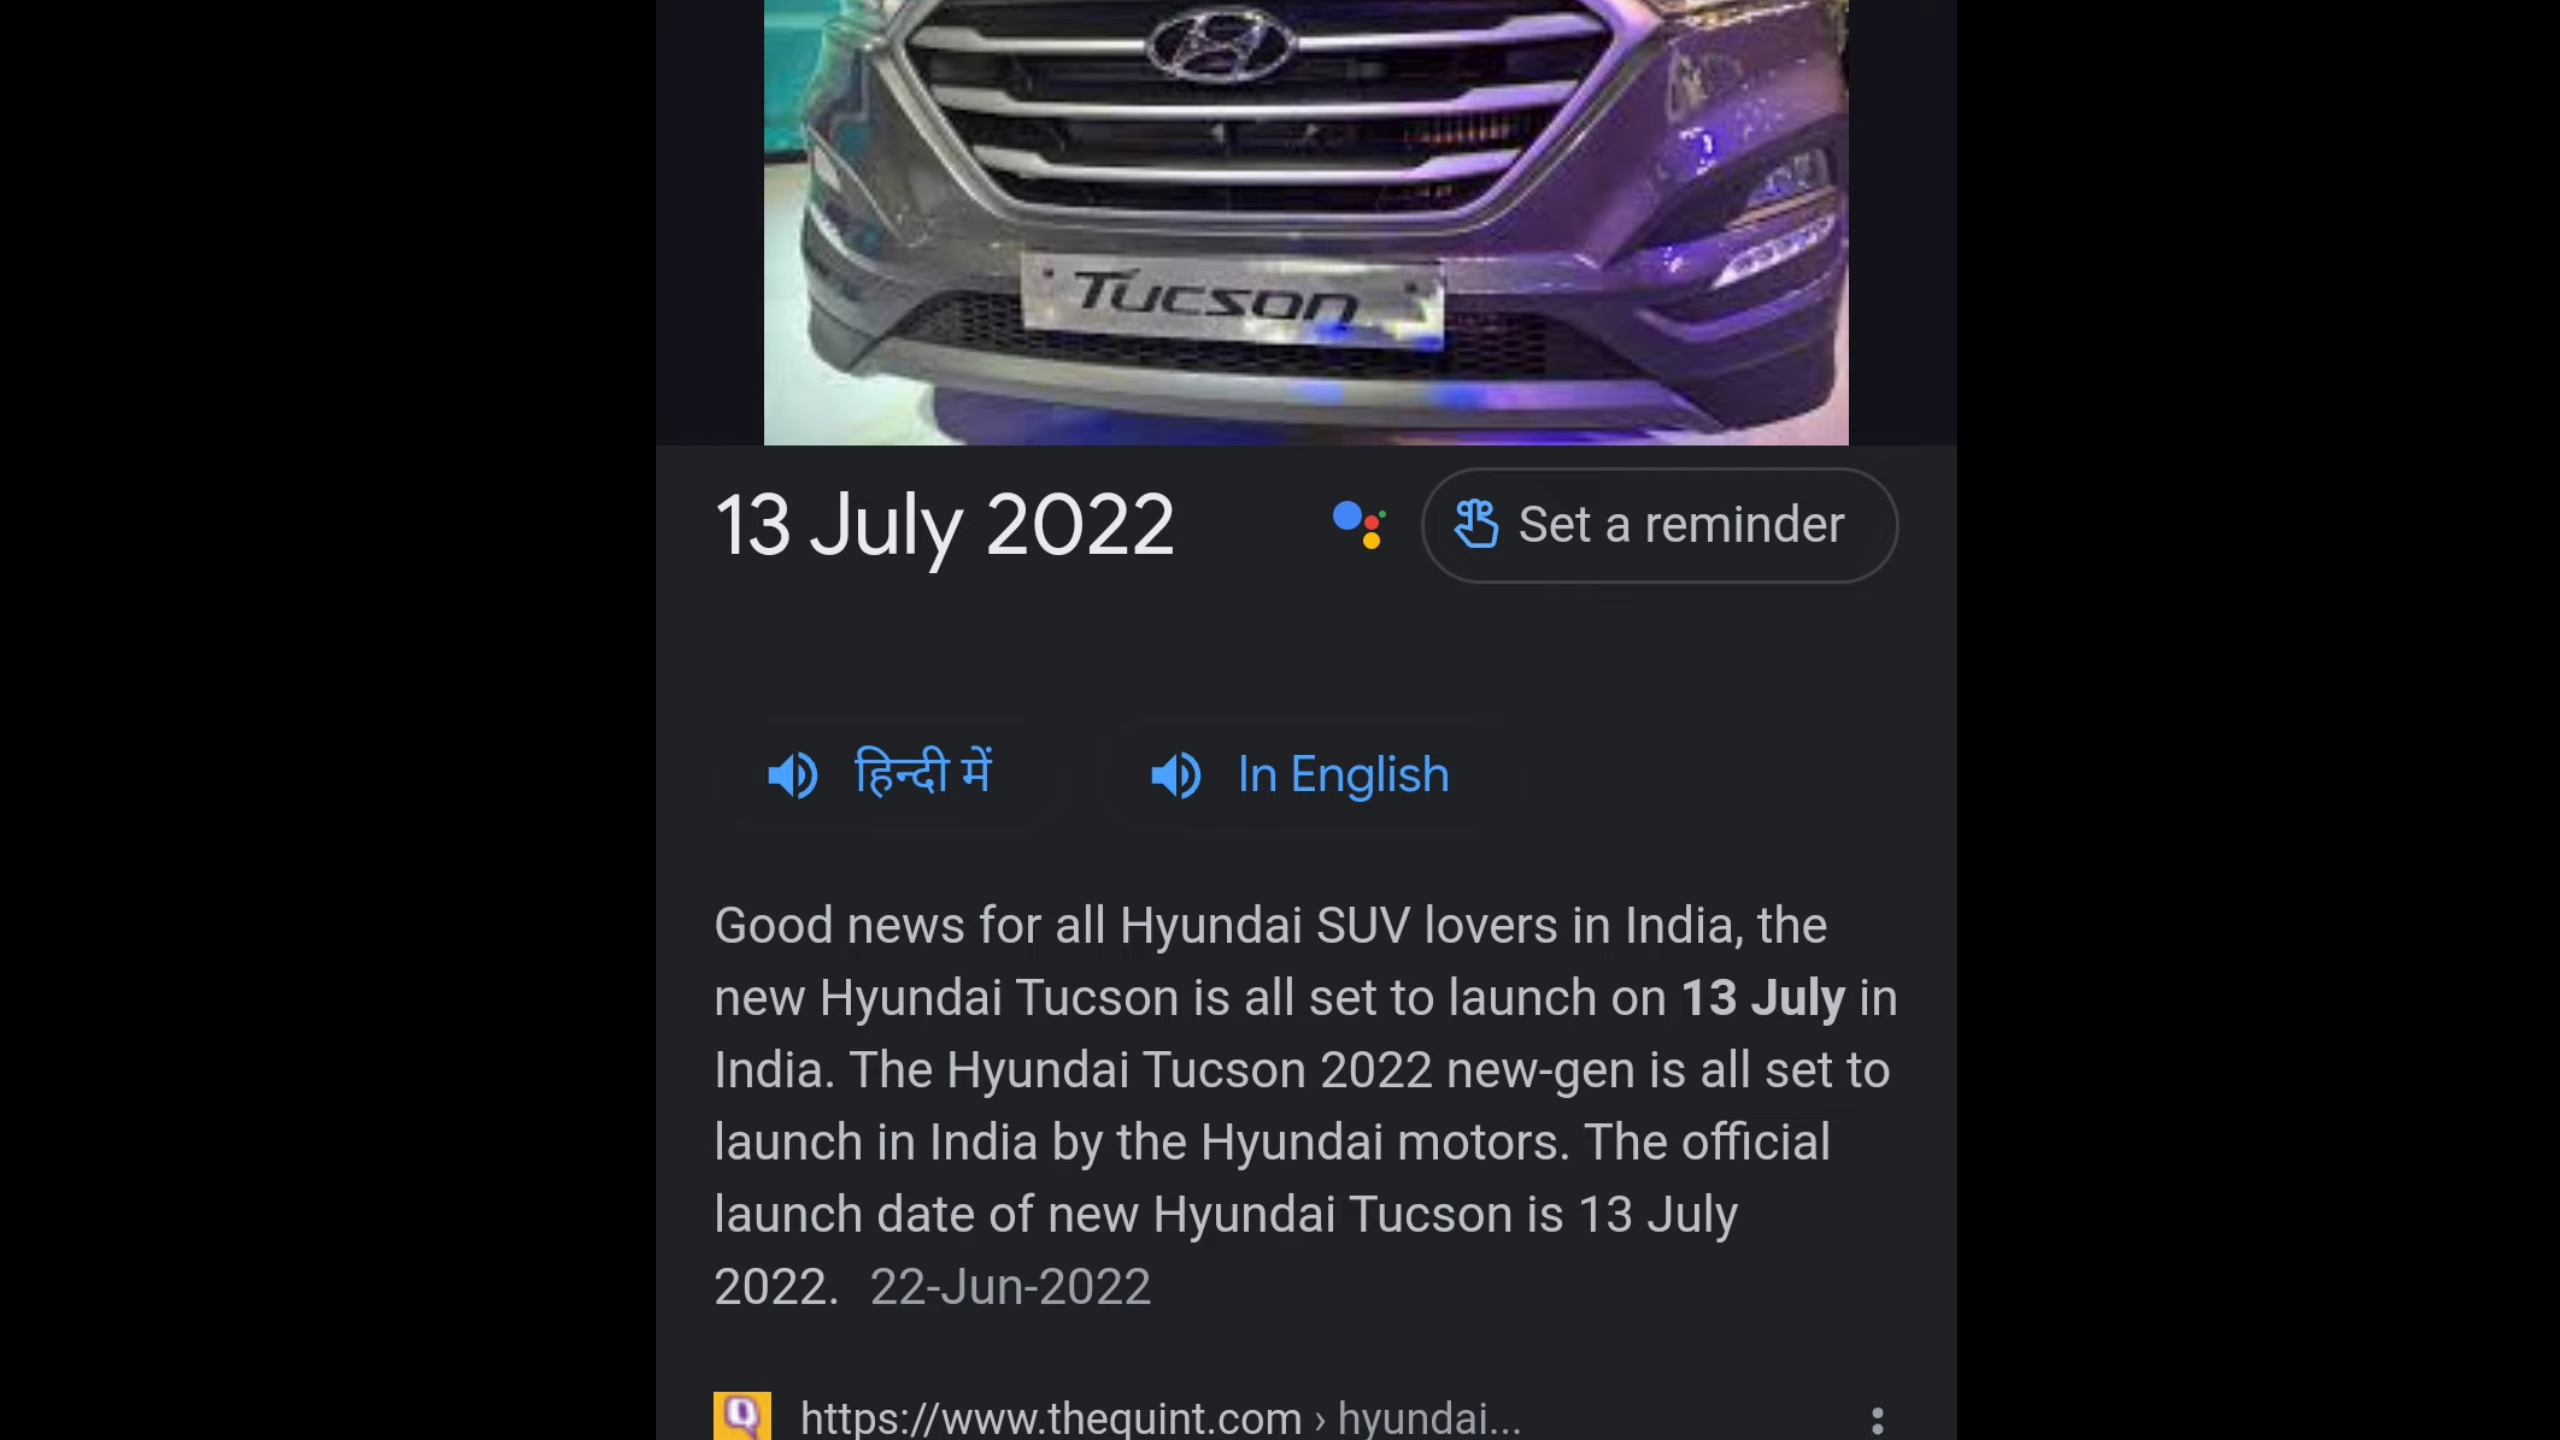 Tucson
13 July 2022
Set a reminder
हिन्दी में
In English
Good news for all Hyundai SUV lovers in India, the
new Hyundai Tucson is all set to launch on 13 July in
India. The Hyundai Tucson 2022 new-gen is all set to
launch in India by the Hyundai motors. The official
launch date of new Hyundai Tucson is 13 July
2022. 22-Jun-2022
https://www.thequint.com › hyundai...